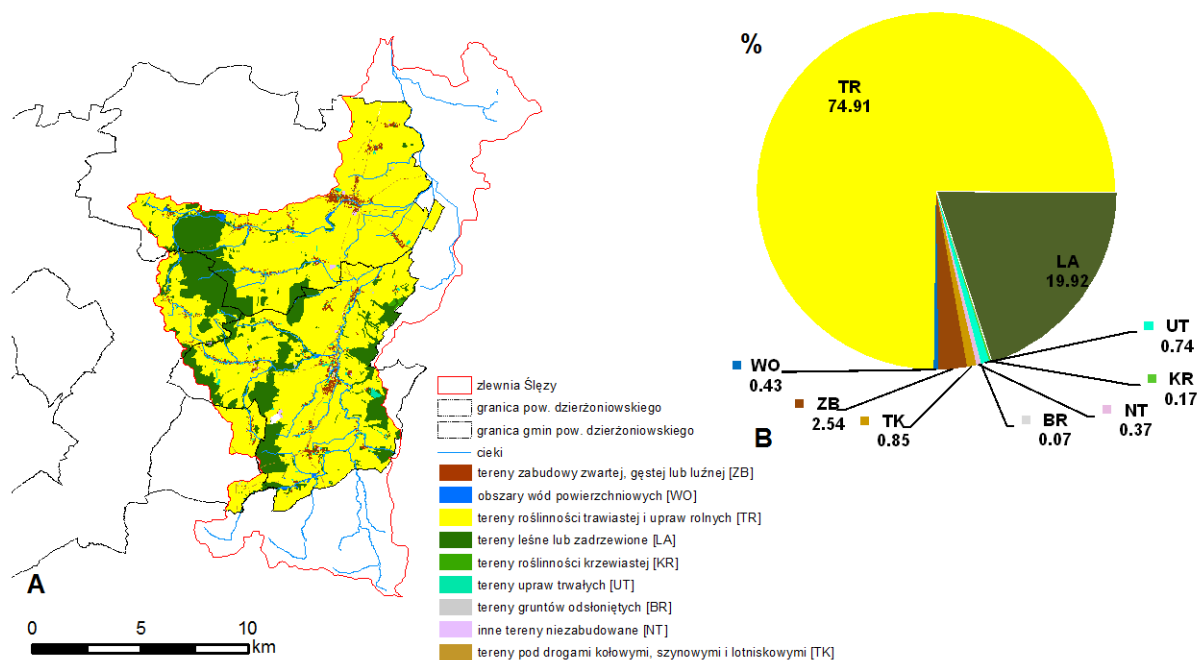 zlewnia Ślęzy
granica pow. dzierżoniowskiego
granica gmin pow. dzierżoniowskiego
cieki
tereny zabudowy zwartej, gęstej lub luźnej [ZB]
obszary wód powierzchniowych [WO]
tereny roślinności trawiastej i upraw rolnych [TR]
tereny leśne lub zadrzewione [LA]
tereny roślinności krzewiastej [KR]
tereny upraw trwałych [UT]
tereny gruntów odsłoniętych [BR]
inne tereny niezabudowane [NT]
tereny pod drogami kołowymi, szynowymi i lotniskowymi [TK]
A
0 5 10
km
%
TR
74.91
LA
19.92
UT
0.74
KR
0.17
NT
0.37
BR
0.07
TK
0.85
ZB
2.54
WO
0.43
B